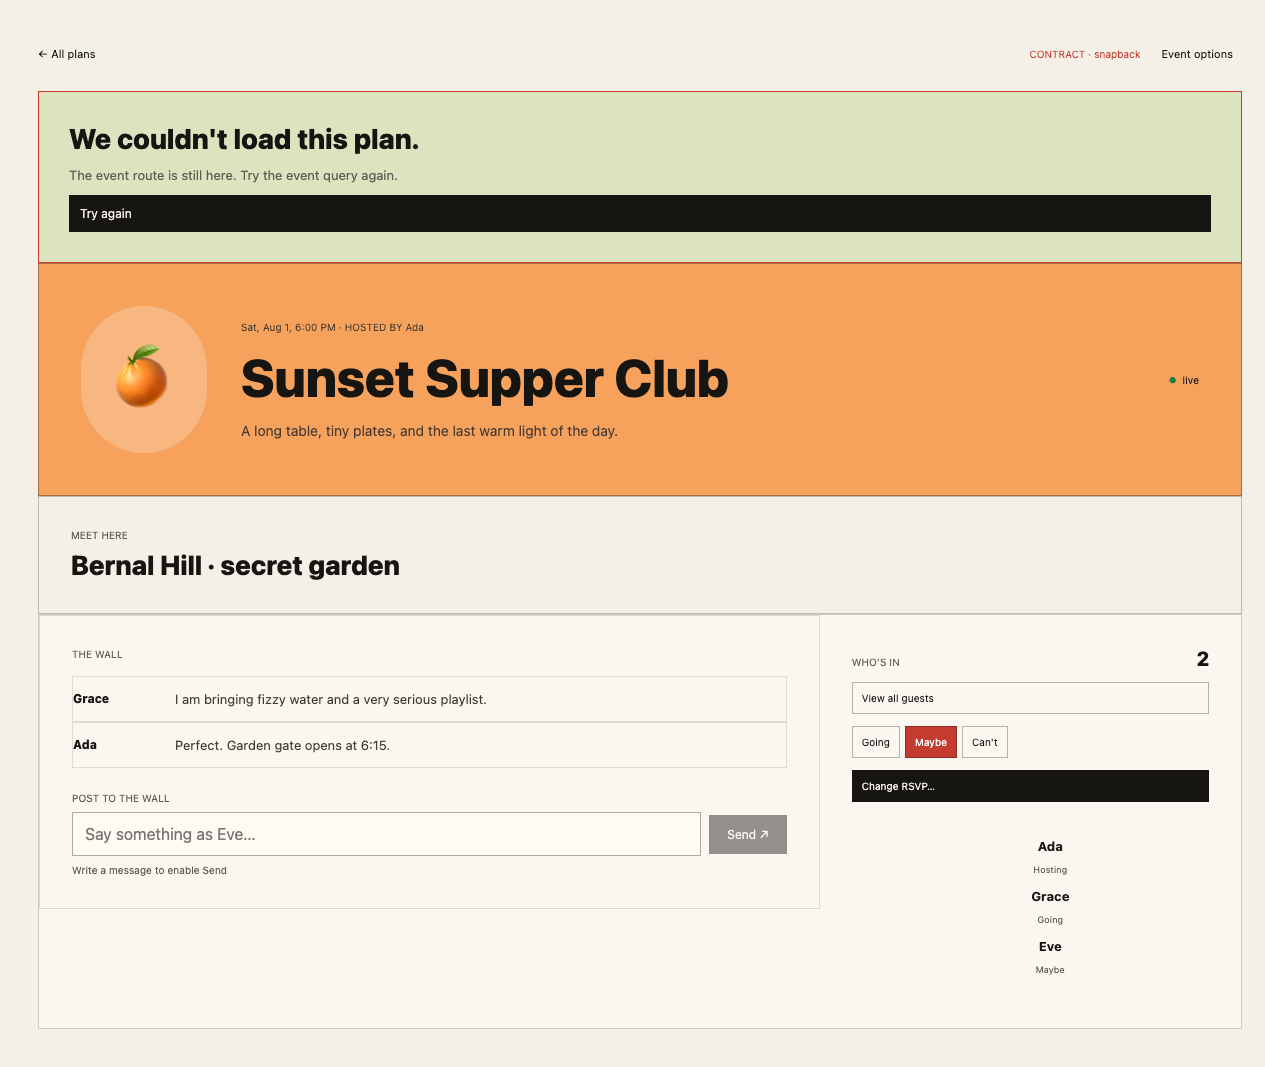 ← All plans
CONTRACT · snapback
Event options
We couldn't load this plan.
The event route is still here. Try the event query again.
Try again
Sat, Aug 1, 6:00 PM · HOSTED BY Ada
Sunset Supper Club
A long table, tiny plates, and the last warm light of the day.
live
MEET HERE
Bernal Hill · secret garden
THE WALL
Grace
I am bringing fizzy water and a very serious playlist.
Ada
Perfect. Garden gate opens at 6:15.
POST TO THE WALL
Say something as Eve...
Send ↗
Write a message to enable Send
WHO'S IN
2
View all guests
Going
Maybe
Can't
Change RSVP...
Ada
Hosting
Grace
Going
Eve
Maybe